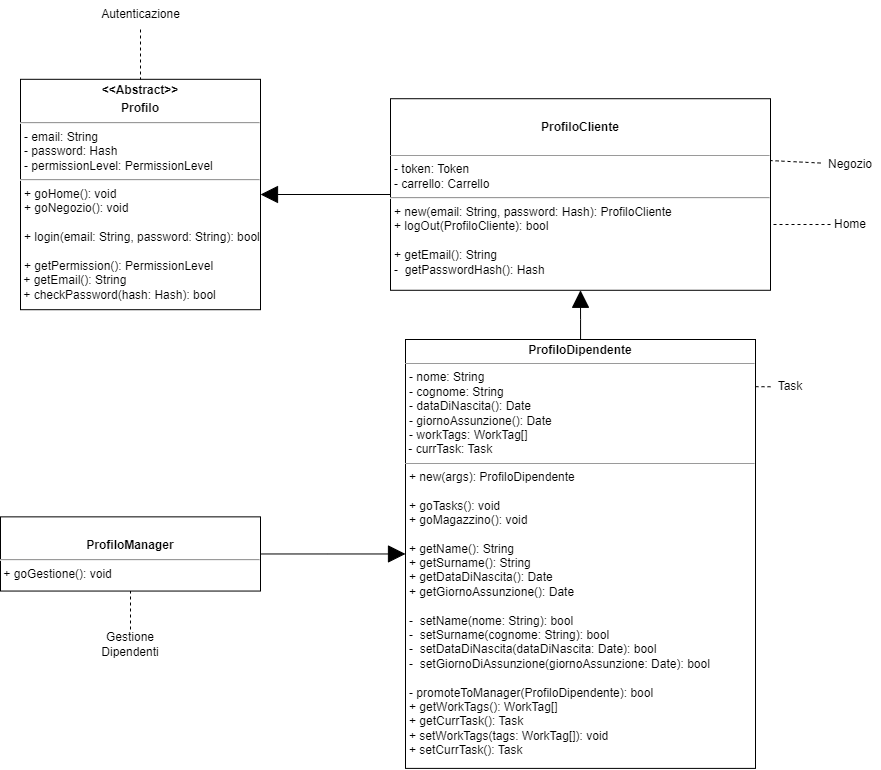 Autenticazione
<<Abstract>>
Profilo
- email: String
- password: Hash
- permissionLevel: PermissionLevel
+ goHome(): void
+ goNegozio(): void
+ login(email: String, password: String): bool
+ getPermission(): PermissionLevel
+ getEmail(): String
+ checkPassword(hash: Hash): bool
ProfiloCliente
- token: Token
- carrello: Carrello
+ new(email: String, password: Hash): ProfiloCliente
+ logOut(ProfiloCliente): bool
+ getEmail(): String
- getPasswordHash(): Hash
Negozio
Home
ProfiloDipendente
- nome: String
- cognome: String
- dataDiNascita(): Date
- giornoAssunzione(): Date
- workTags: WorkTag[]
- currTask: Task
+ new(args): ProfiloDipendente
+ goTasks(): void
+ goMagazzino(): void
+ getName(): String
+ getSurname(): String
+ getDataDiNascita(): Date
+ getGiornoAssunzione(): Date
- setName(nome: String): bool
- setSurname(cognome: String): bool
- setDataDiNascita(dataDiNascita: Date): bool
- setGiornoDiAssunzione(giornoAssunzione: Date): bool
- promoteToManager(ProfiloDipendente): bool
+ getWorkTags(): WorkTag[]
+ getCurrTask(): Task
+ setWorkTags(tags: WorkTag[]): void
+ setCurrTask(): Task
Task
ProfiloManager
+ goGestione(): void
Gestione
Dipendenti